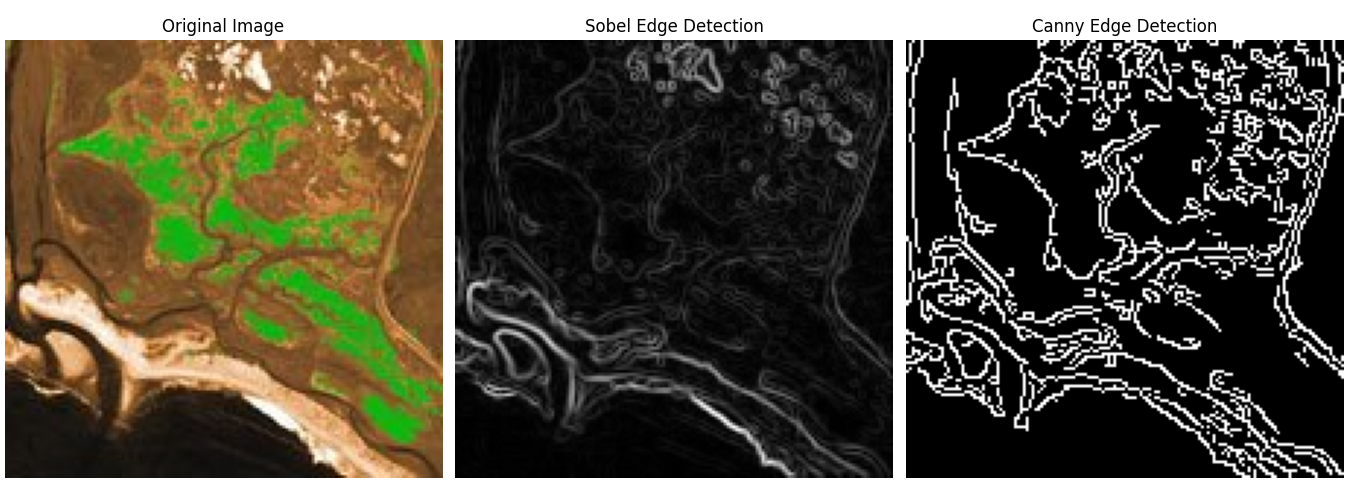 Original Image
Sobel Edge Detection
Canny Edge Detection